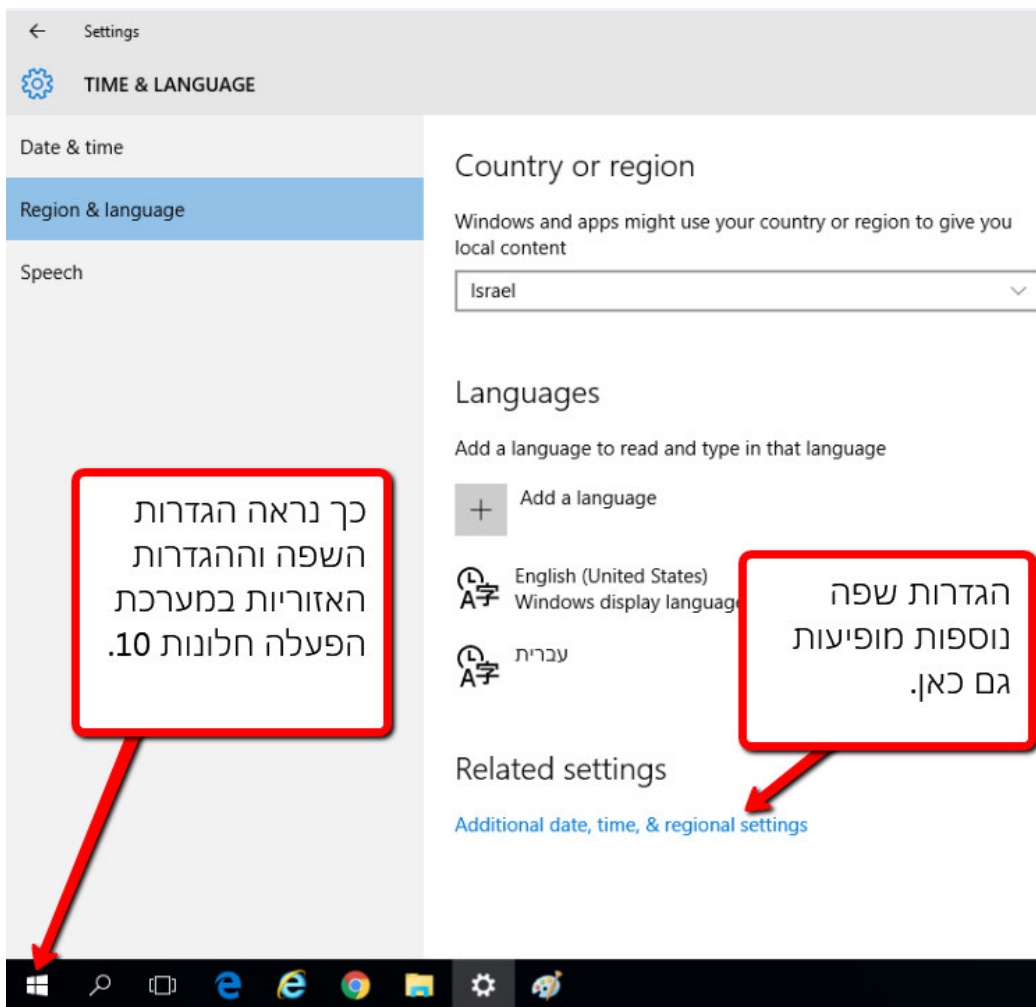 Settings
TIME & LANGUAGE
Date & time
Region & language
Speech
Country or region
Windows and apps might use your country or region to give you
local content
Israel
Languages
Add a language to read and type in that language
Add a language
English (United States)
Windows display language
עברית
Related settings
Additional date, time, & regional settings
כך נראה הגדרות
השפה וההגדרות
האזוריות במערכת
הפעלה חלונות 10.
הגדרות שפה
נוספות מופיעות
גם כאן.